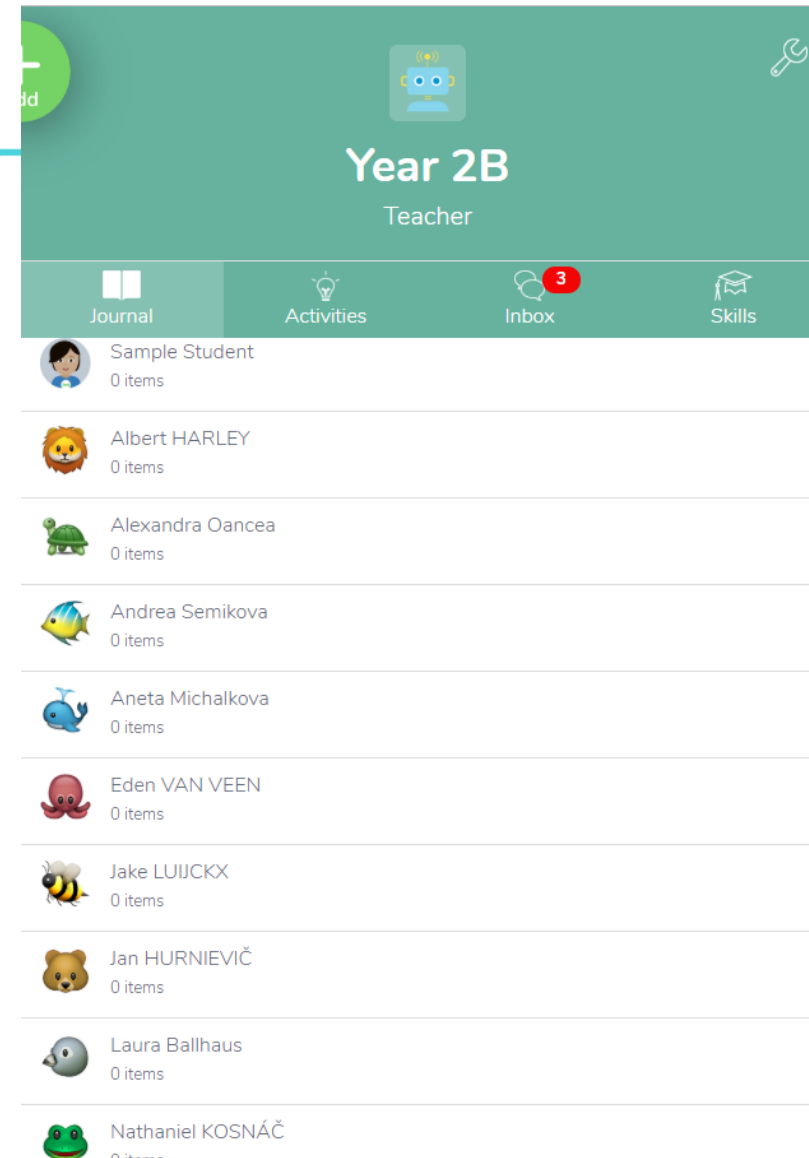 Year 2B
Teacher
Journal
Activities
3
Inbox
Skills
Sample Student
0 items
Albert HARLEY
0 items
Alexandra Oancea
0 items
Andrea Semikova
0 items
Aneta Michalkova
0 items
Eden VAN VEEN
0 items
Jake LUIJCKX
0 items
Jan HURNIEVIČ
0 items
Laura Ballhaus
0 items
Nathaniel KOSNÁČ
0 items